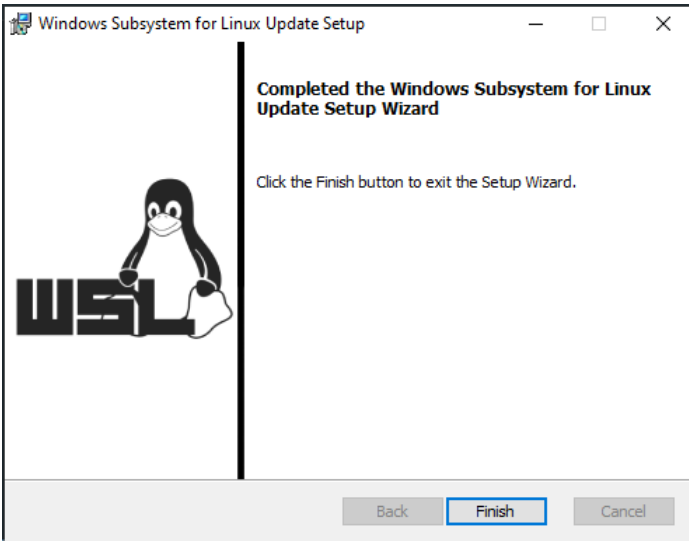 Windows Subsystem for Linux Update Setup
Completed the Windows Subsystem for Linux
Update Setup Wizard
Click the Finish button to exit the Setup Wizard.
WSL
Back
Finish
Cancel